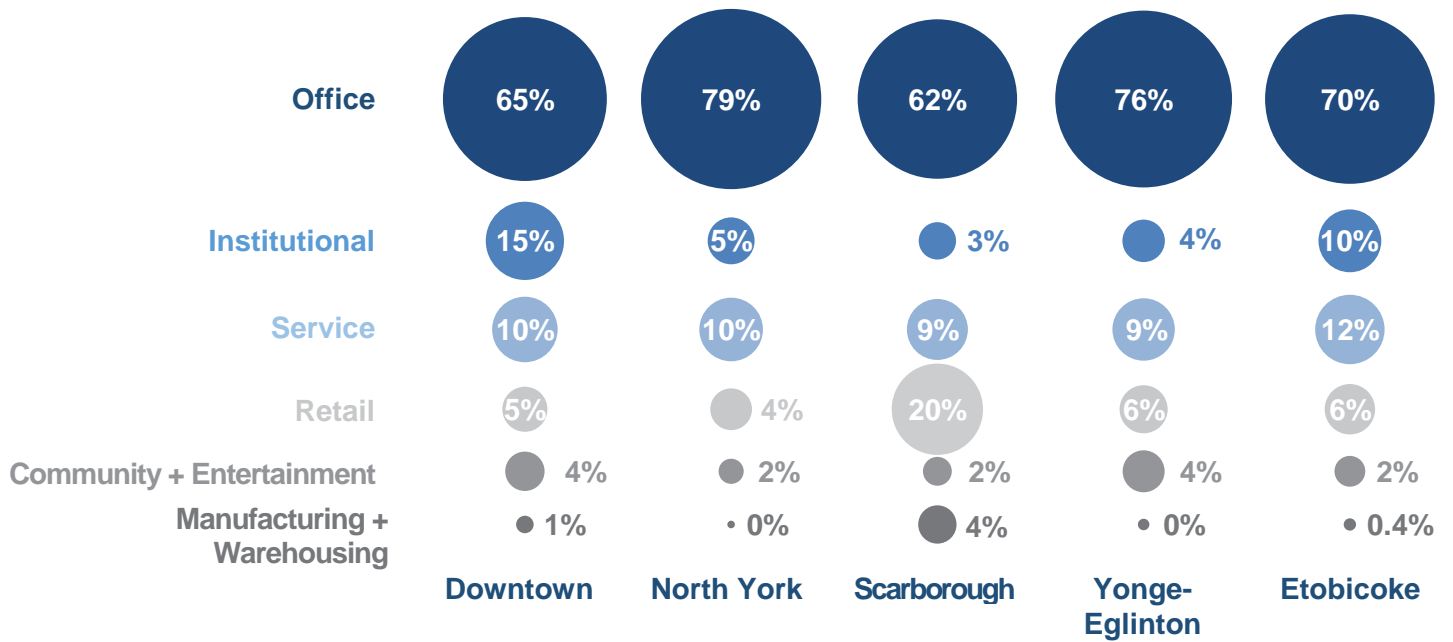 Office 65% 79% 62% 76% 70%
Institutional 15% 5% 3% 4% 10%
Service 10% 10% 9% 9% 12%
Retail 5% 4% 20% 6% 6%
Community + Entertainment 4% 2% 2% 4% 2%
Manufacturing +
Warehousing 1% 0% 4% 0% 0.4%
Downtown North York Scarborough Yonge-
Eglinton Etobicoke